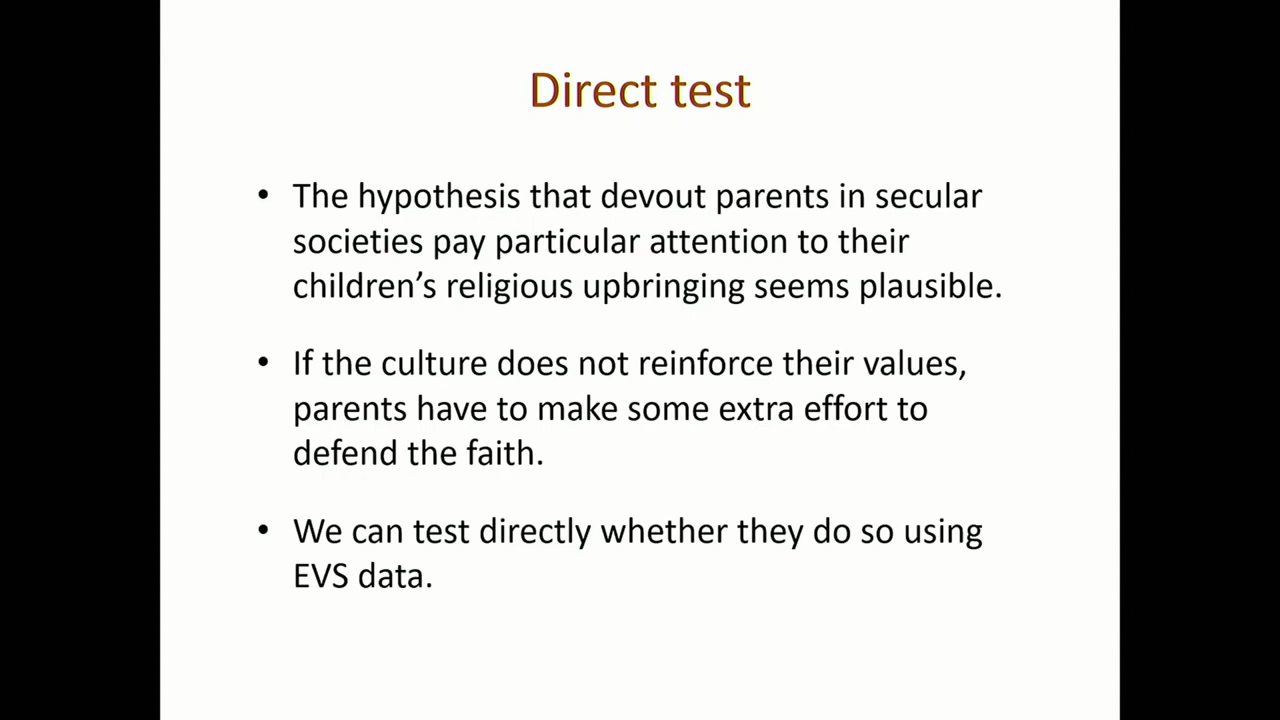 Direct test
• The hypothesis that devout parents in secular
societies pay particular attention to their
children’s religious upbringing seems plausible.
• If the culture does not reinforce their values,
parents have to make some extra effort to
defend the faith.
• We can test directly whether they do so using
EVS data.